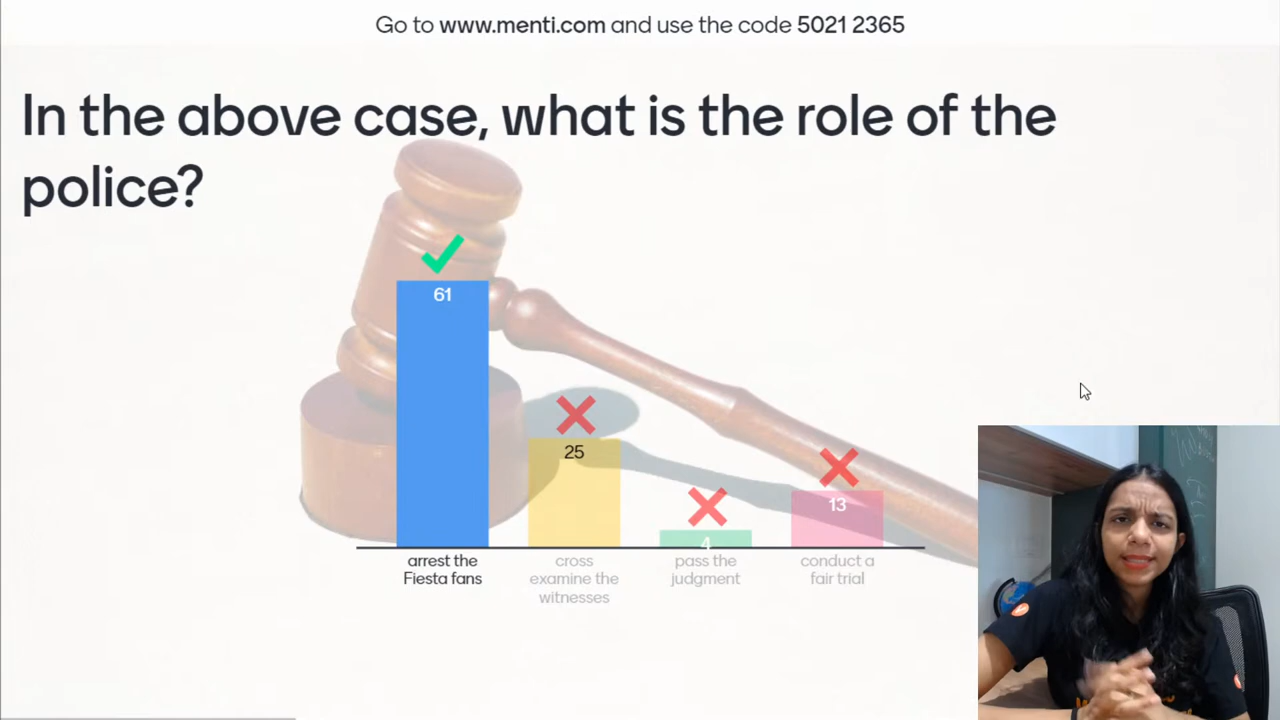 Go to www.menti.com and use the code 5021 2365
In the above case, what is the role of the
police?
61
25
4
13
arrest the
Fiesta fans
cross
examine the
witnesses
pass the
judgment
conduct a
fair trial